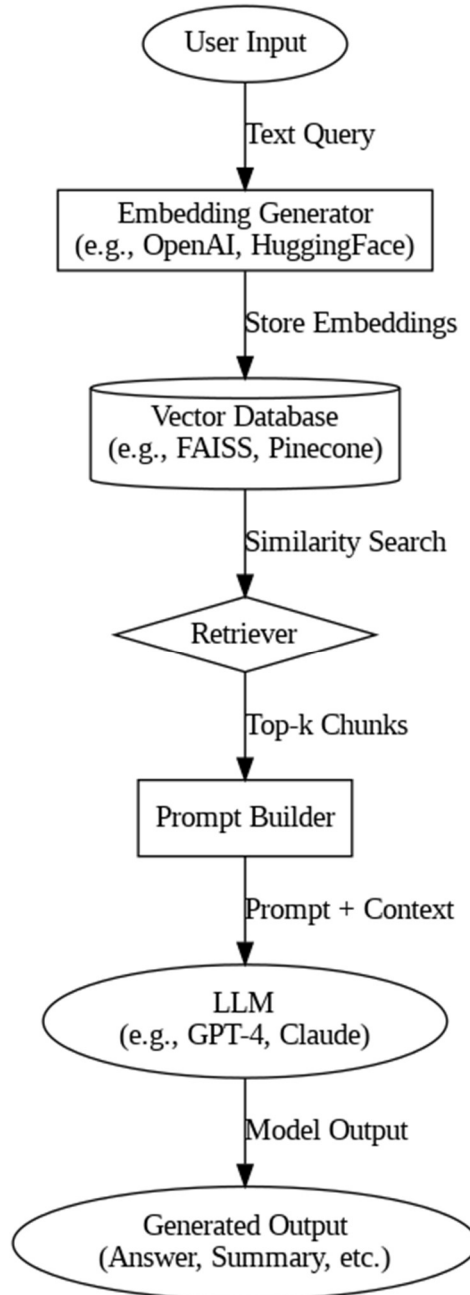 User Input
Text Query
Embedding Generator
(e.g., OpenAI, HuggingFace)
Store Embeddings
Vector Database
(e.g., FAISS, Pinecone)
Similarity Search
Retriever
Top-k Chunks
Prompt Builder
Prompt + Context
LLM
(e.g., GPT-4, Claude)
Model Output
Generated Output
(Answer, Summary, etc.)